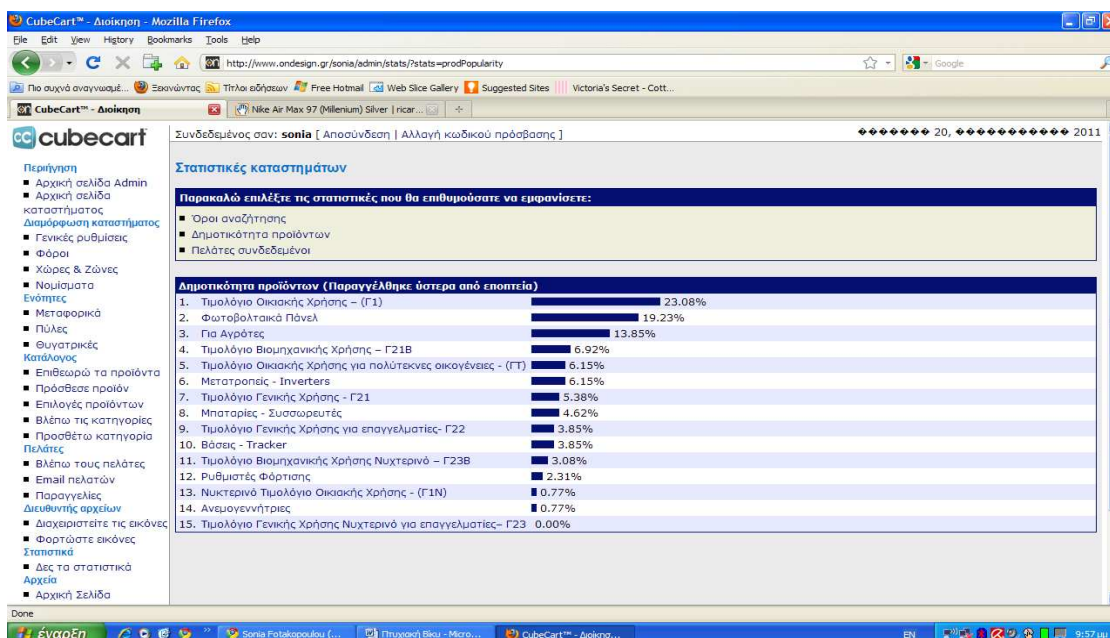 CubeCart™ - Διοίκηση - Mozilla Firefox
File Edit View History Bookmarks Tools Help
http://www.ondesign.gr/sonia/admin/stats/?stats=prodPopularity
Google
Πιο συχνά αναγνωσμέ... Ξεκινώντας Τίτλοι ειδήσεων Free Hotmail Web Slice Gallery Suggested Sites Victoria's Secret - Cott...
CubeCart™ - Διοίκηση
Nike Air Max 97 (Millenium) Silver | ricar...
cc cubecart
Συνδεδεμένος σαν: sonia [ Αποσύνδεση | Αλλαγή κωδικού πρόσβασης ]
������� 20, ������������ 2011
Περιήγηση
Αρχική σελίδα Admin
Αρχική σελίδα
καταστήματος
Διαμόρφωση καταστήματος
Γενικές ρυθμίσεις
Φόροι
Χώρες & Ζώνες
Νομίσματα
Ενότητες
Μεταφορικά
Πύλες
Θυγατρικές
Κατάλογος
Επιθεωρώ τα προϊόντα
Πρόσθεσε προϊόν
Επιλογές προϊόντων
Βλέπω τις κατηγορίες
Προσθέτω κατηγορία
Πελάτες
Βλέπω τους πελάτες
Email πελατών
Παραγγελίες
Διευθυντής αρχείων
Διαχειριστείτε τις εικόνες
Φορτώστε εικόνες
Στατιστικά
Δες τα στατιστικά
Αρχεία
Αρχική Σελίδα
Στατιστικές καταστημάτων
Παρακαλώ επιλέξτε τις στατιστικές που θα επιθυμούσατε να εμφανίσετε:
Όροι αναζήτησης
Δημοτικότητα προϊόντων
Πελάτες συνδεδεμένοι
Δημοτικότητα προϊόντων (Παραγγέλθηκε ύστερα από εποπτεία)
1. Τιμολόγιο Οικιακής Χρήσης – (Γ1) 23.08%
2. Φωτοβολταικά Πάνελ 19.23%
3. Για Αγρότες 13.85%
4. Τιμολόγιο Βιομηχανικής Χρήσης – Γ21Β 6.92%
5. Τιμολόγιο Οικιακής Χρήσης για πολύτεκνες οικογένειες - (ΓΤ) 6.15%
6. Μετατροπείς - Inverters 6.15%
7. Τιμολόγιο Γενικής Χρήσης - Γ21 5.38%
8. Μπαταρίες - Συσσωρευτές 4.62%
9. Τιμολόγιο Γενικής Χρήσης για επαγγελματίες- Γ22 3.85%
10. Βάσεις - Tracker 3.85%
11. Τιμολόγιο Βιομηχανικής Χρήσης Νυχτερινό – Γ23Β 3.08%
12. Ρυθμιστές Φόρτισης 2.31%
13. Νυκτερινό Τιμολόγιο Οικιακής Χρήσης - (Γ1Ν) 0.77%
14. Ανεμογεννήτριες 0.77%
15. Τιμολόγιο Γενικής Χρήσης Νυχτερινό για επαγγελματίες– Γ23 0.00%
Done
έναρξη
Sonia Fotakopoulou (...
Πτυχιακή Βίκυ - Micro...
CubeCart™ - Διοίκησ...
EN
9:57 μμ